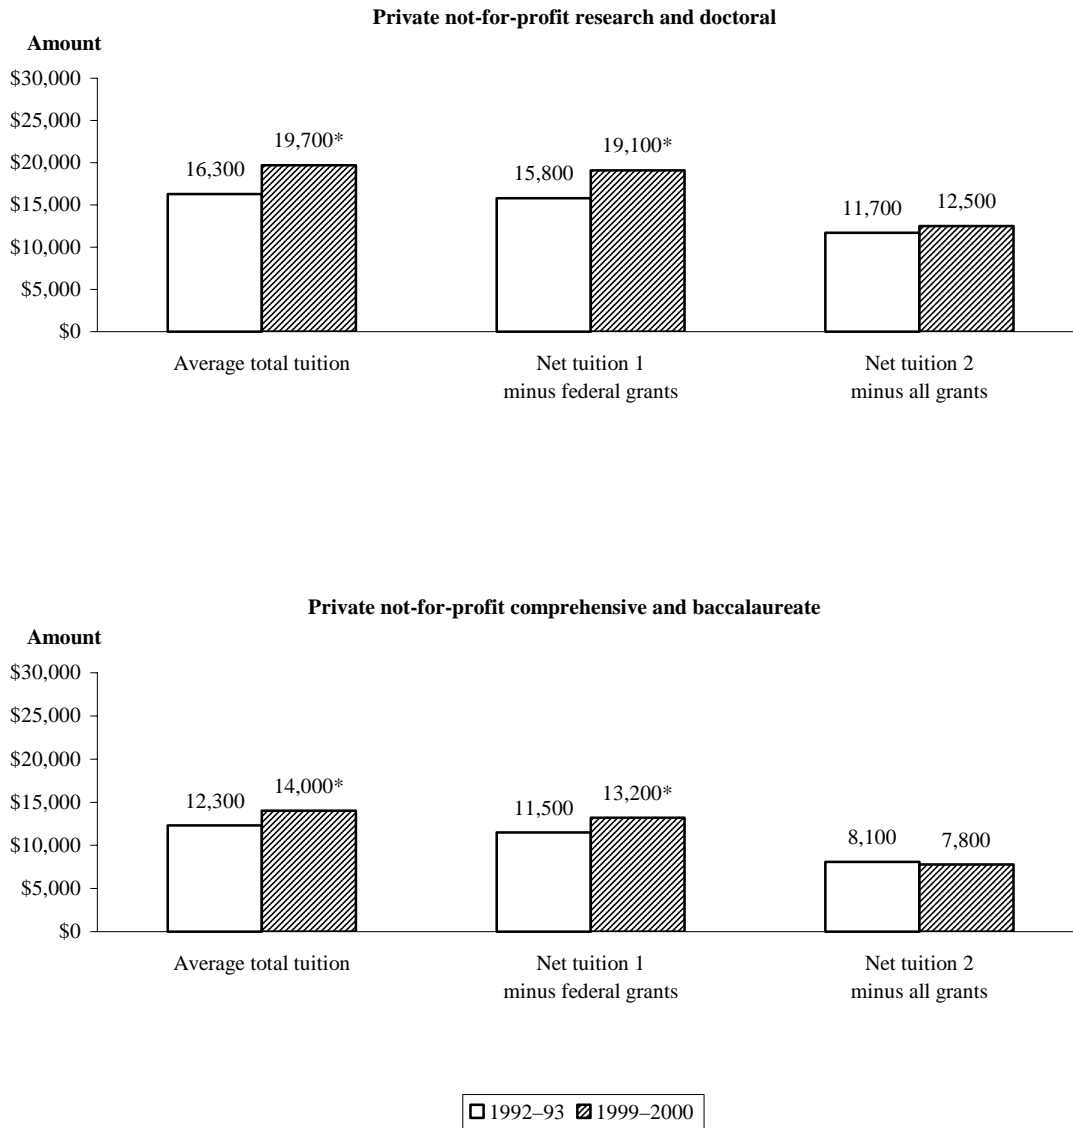 Private not-for-profit research and doctoral
Amount
$30,000
$25,000
$20,000
$15,000
$10,000
$5,000
$0
16,300
19,700*
15,800
19,100*
11,700
12,500
Average total tuition
Net tuition 1
minus federal grants
Net tuition 2
minus all grants
Private not-for-profit comprehensive and baccalaureate
Amount
$30,000
$25,000
$20,000
$15,000
$10,000
$5,000
$0
12,300
14,000*
11,500
13,200*
8,100
7,800
Average total tuition
Net tuition 1
minus federal grants
Net tuition 2
minus all grants
1992–93 1999–2000